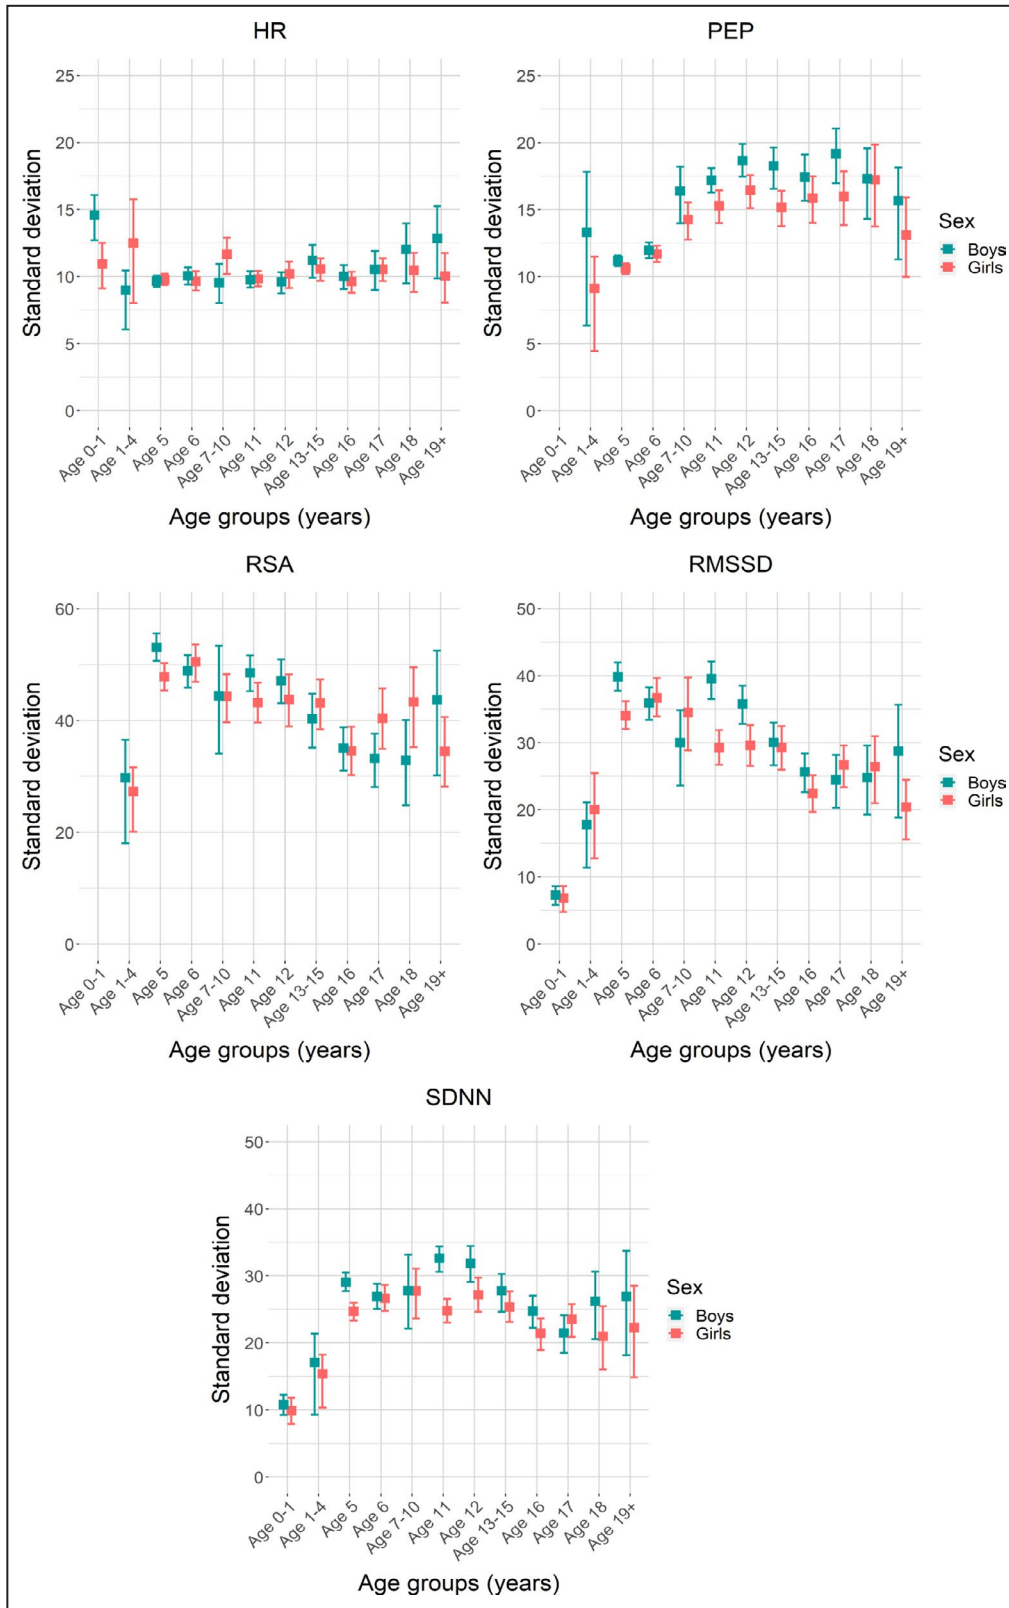 HR
25
20
15
10
5
0
Standard deviation
Age 0-1
Age 1-4
Age 5
Age 6
Age 7-10
Age 11
Age 12
Age 13-15
Age 16
Age 17
Age 18
Age 19+
Age groups (years)
PEP
25
20
15
10
5
0
Standard deviation
Age 0-1
Age 1-4
Age 5
Age 6
Age 7-10
Age 11
Age 12
Age 13-15
Age 16
Age 17
Age 18
Age 19+
Age groups (years)
Sex
Boys
Girls
RSA
60
40
20
0
Standard deviation
Age 0-1
Age 1-4
Age 5
Age 6
Age 7-10
Age 11
Age 12
Age 13-15
Age 16
Age 17
Age 18
Age 19+
Age groups (years)
RMSSD
50
40
30
20
10
0
Standard deviation
Age 0-1
Age 1-4
Age 5
Age 6
Age 7-10
Age 11
Age 12
Age 13-15
Age 16
Age 17
Age 18
Age 19+
Age groups (years)
Sex
Boys
Girls
SDNN
50
40
30
20
10
0
Standard deviation
Age 0-1
Age 1-4
Age 5
Age 6
Age 7-10
Age 11
Age 12
Age 13-15
Age 16
Age 17
Age 18
Age 19+
Age groups (years)
Sex
Boys
Girls